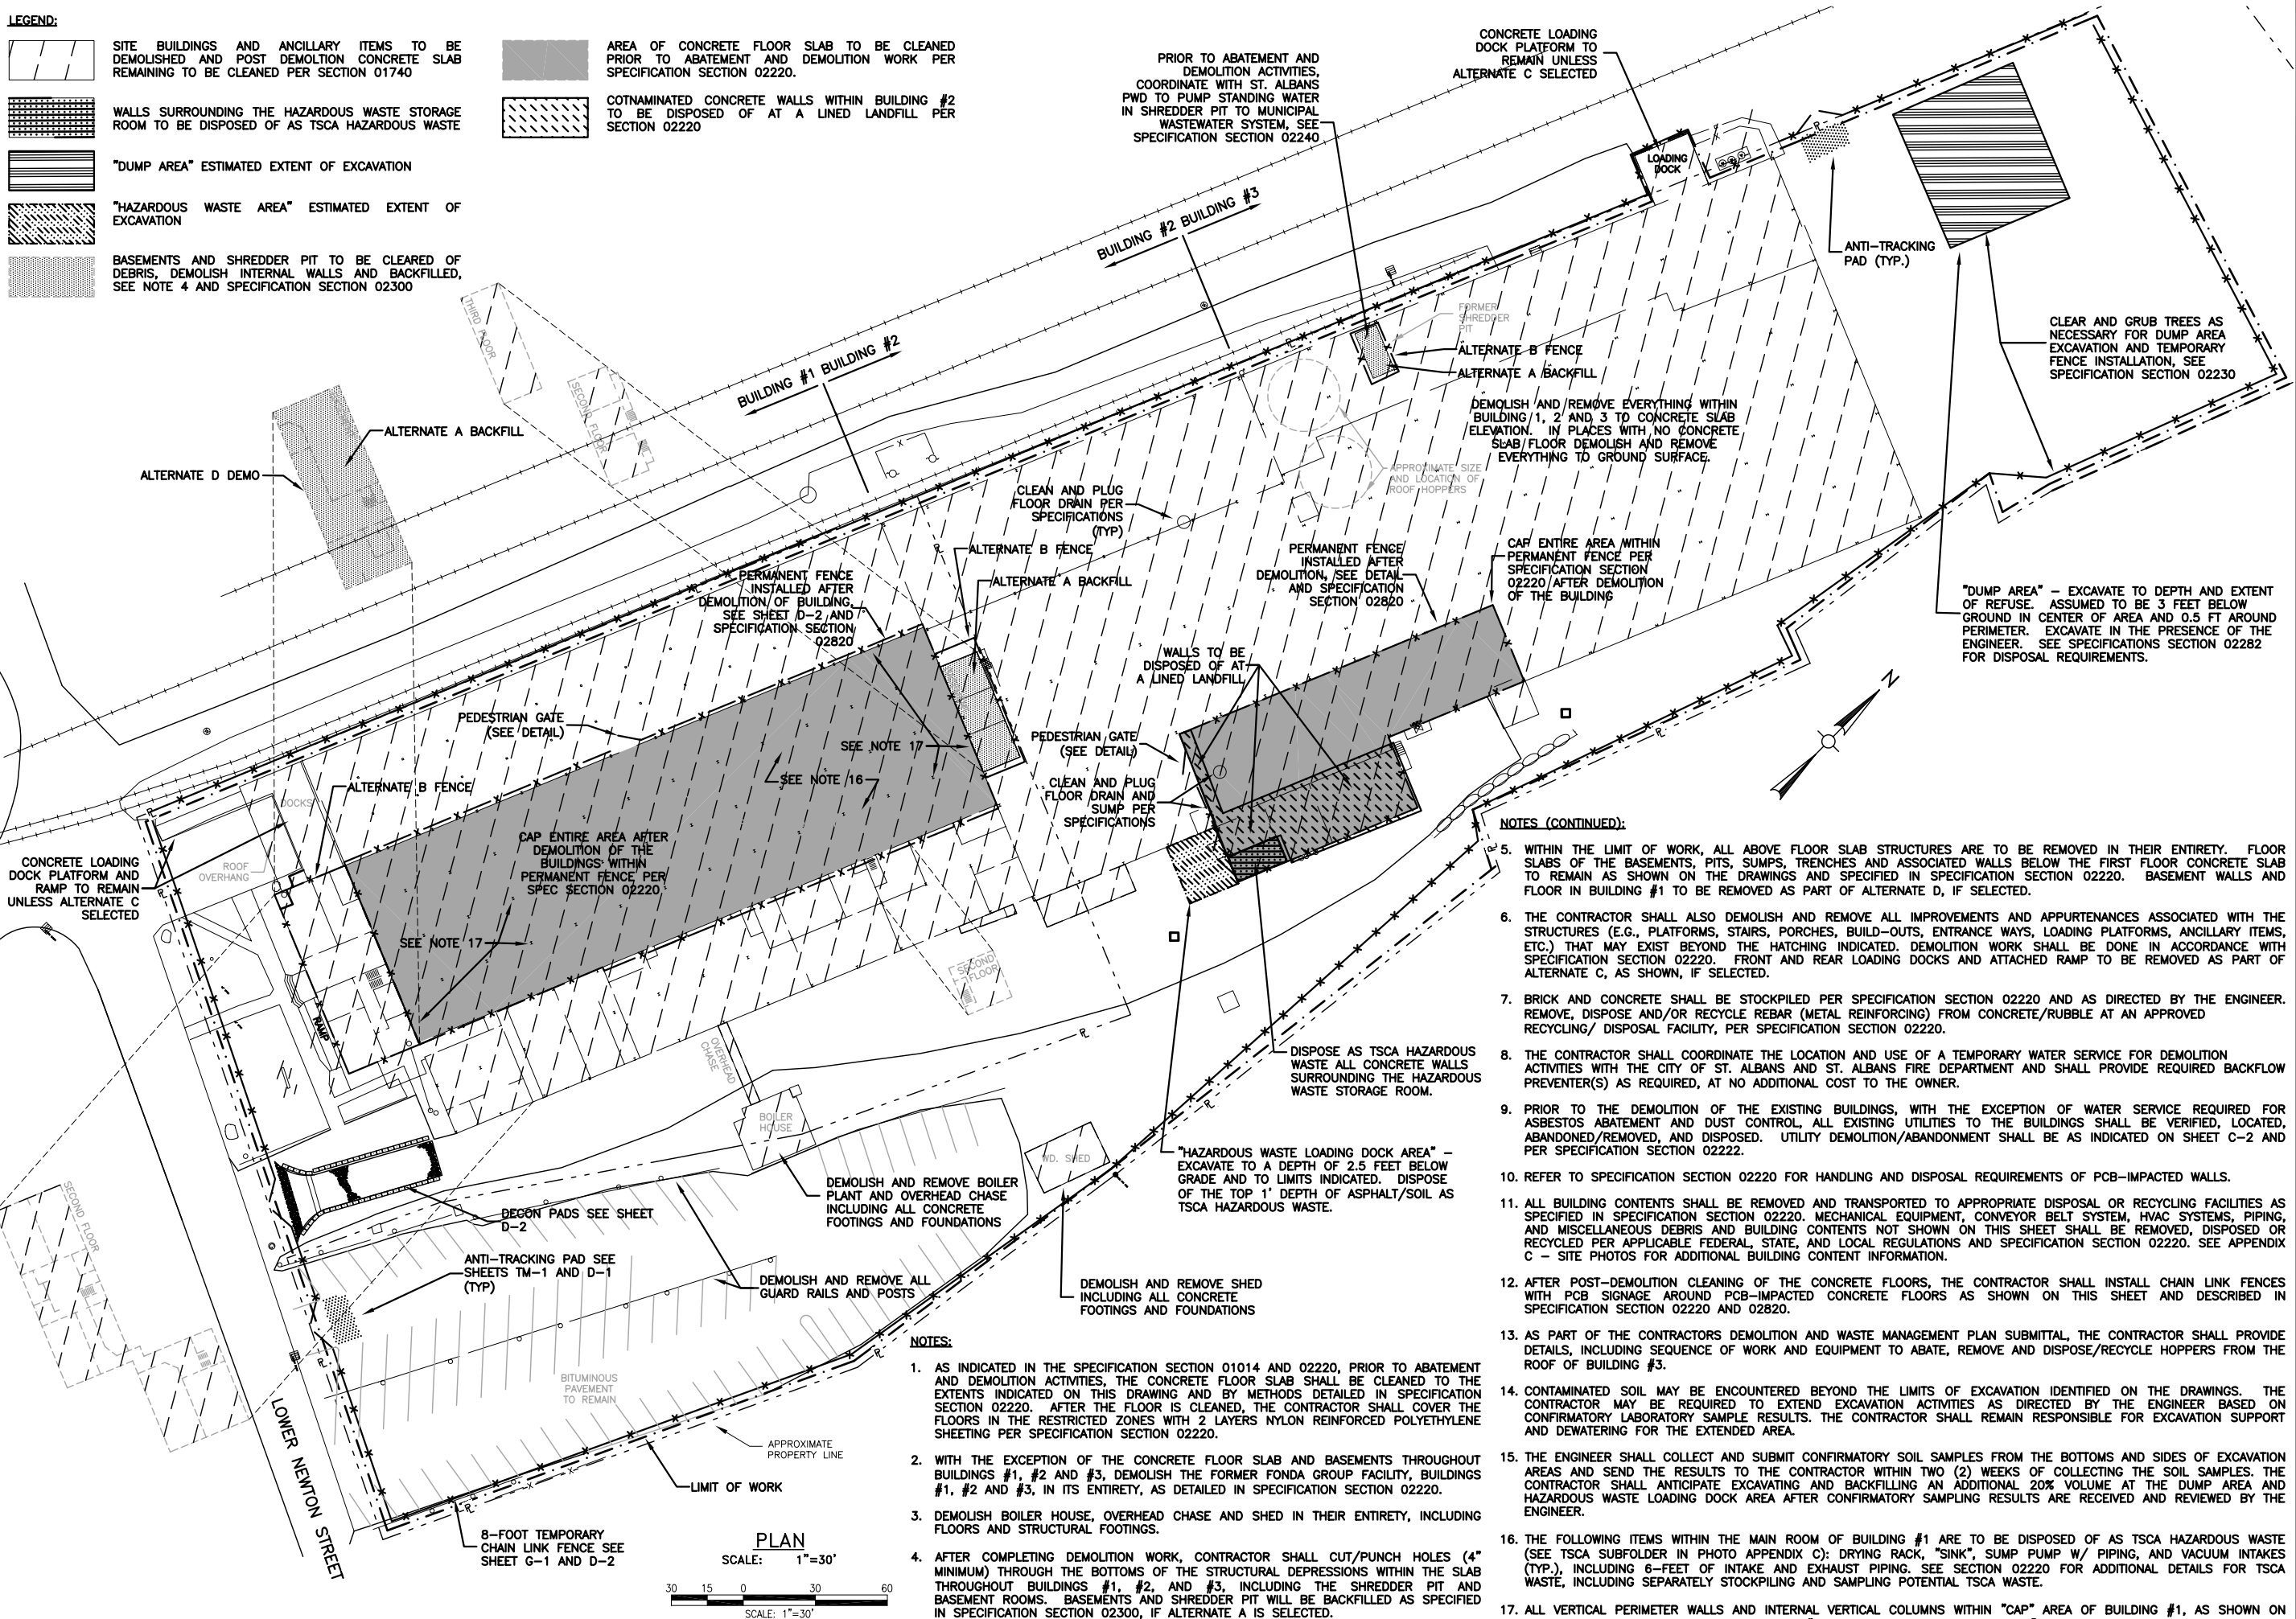 LEGEND:
SITE BUILDINGS AND ANCILLARY ITEMS TO BE
DEMOLISHED AND POST DEMOLTION CONCRETE SLAB
REMAINING TO BE CLEANED PER SECTION 01740
WALLS SURROUNDING THE HAZARDOUS WASTE STORAGE
ROOM TO BE DISPOSED OF AS TSCA HAZARDOUS WASTE
"DUMP AREA" ESTIMATED EXTENT OF EXCAVATION
"HAZARDOUS WASTE AREA" ESTIMATED EXTENT OF
EXCAVATION
BASEMENTS AND SHREDDER PIT TO BE CLEARED OF
DEBRIS, DEMOLISH INTERNAL WALLS AND BACKFILLED,
SEE NOTE 4 AND SPECIFICATION SECTION 02300
AREA OF CONCRETE FLOOR SLAB TO BE CLEANED
PRIOR TO ABATEMENT AND DEMOLITION WORK PER
SPECIFICATION SECTION 02220.
COTNAMINATED CONCRETE WALLS WITHIN BUILDING #2
TO BE DISPOSED OF AT A LINED LANDFILL PER
SECTION 02220
PRIOR TO ABATEMENT AND
DEMOLITION ACTIVITIES,
COORDINATE WITH ST. ALBANS
PWD TO PUMP STANDING WATER
IN SHREDDER PIT TO MUNICIPAL
WASTEWATER SYSTEM, SEE
SPECIFICATION SECTION 02240
CONCRETE LOADING
DOCK PLATFORM TO
REMAIN UNLESS
ALTERNATE C SELECTED
LOADING
DOCK
ANTI-TRACKING
PAD (TYP.)
CLEAR AND GRUB TREES AS
NECESSARY FOR DUMP AREA
EXCAVATION AND TEMPORARY
FENCE INSTALLATION, SEE
SPECIFICATION SECTION 02230
BUILDING #2 BUILDING #3
BUILDING #1 BUILDING #2
THIRD FLOOR
SECOND FLOOR
FORMER
SHREDDER
PIT
ALTERNATE B FENCE
ALTERNATE A BACKFILL
DEMOLISH AND REMOVE EVERYTHING WITHIN
BUILDING 1, 2 AND 3 TO CONCRETE SLAB
ELEVATION. IN PLACES WITH NO CONCRETE
SLAB FLOOR DEMOLISH AND REMOVE
EVERYTHING TO GROUND SURFACE.
APPROXIMATE SIZE
AND LOCATION OF
ROOF HOPPERS
ALTERNATE A BACKFILL
ALTERNATE D DEMO
CLEAN AND PLUG
FLOOR DRAIN PER
SPECIFICATIONS
(TYP)
ALTERNATE B FENCE
ALTERNATE A BACKFILL
PERMANENT FENCE
INSTALLED AFTER
DEMOLITION OF BUILDING,
SEE SHEET D-2 AND
SPECIFICATION SECTION
02820
PERMANENT FENCE
INSTALLED AFTER
DEMOLITION, SEE DETAIL
AND SPECIFICATION
SECTION 02820
CAP ENTIRE AREA WITHIN
PERMANENT FENCE PER
SPECIFICATION SECTION
02220 AFTER DEMOLITION
OF THE BUILDING
"DUMP AREA" - EXCAVATE TO DEPTH AND EXTENT
OF REFUSE. ASSUMED TO BE 3 FEET BELOW
GROUND IN CENTER OF AREA AND 0.5 FT AROUND
PERIMETER. EXCAVATE IN THE PRESENCE OF THE
ENGINEER. SEE SPECIFICATIONS SECTION 02282
FOR DISPOSAL REQUIREMENTS.
WALLS TO BE
DISPOSED OF AT
A LINED LANDFILL
PEDESTRIAN GATE
(SEE DETAIL)
SEE NOTE 17
SEE NOTE 16
PEDESTRIAN GATE
(SEE DETAIL)
CLEAN AND PLUG
FLOOR DRAIN AND
SUMP PER
SPECIFICATIONS
N
ALTERNATE B FENCE
DOCKS
ROOF
OVERHANG
CONCRETE LOADING
DOCK PLATFORM AND
RAMP TO REMAIN
UNLESS ALTERNATE C
SELECTED
CAP ENTIRE AREA AFTER
DEMOLITION OF THE
BUILDINGS WITHIN
PERMANENT FENCE PER
SPEC SECTION 02220
SEE NOTE 17
RAMP
SECOND
FLOOR
OVERHEAD
CHASE
BOILER
HOUSE
WD. SHED
DISPOSE AS TSCA HAZARDOUS
WASTE ALL CONCRETE WALLS
SURROUNDING THE HAZARDOUS
WASTE STORAGE ROOM.
"HAZARDOUS WASTE LOADING DOCK AREA" -
EXCAVATE TO A DEPTH OF 2.5 FEET BELOW
GRADE AND TO LIMITS INDICATED. DISPOSE
OF THE TOP 1' DEPTH OF ASPHALT/SOIL AS
TSCA HAZARDOUS WASTE.
DEMOLISH AND REMOVE BOILER
PLANT AND OVERHEAD CHASE
INCLUDING ALL CONCRETE
FOOTINGS AND FOUNDATIONS
DECON PADS SEE SHEET
D-2
ANTI-TRACKING PAD SEE
SHEETS TM-1 AND D-1
(TYP)
DEMOLISH AND REMOVE ALL
GUARD RAILS AND POSTS
DEMOLISH AND REMOVE SHED
INCLUDING ALL CONCRETE
FOOTINGS AND FOUNDATIONS
SECOND FLOOR
BITUMINOUS
PAVEMENT
TO REMAIN
APPROXIMATE
PROPERTY LINE
LIMIT OF WORK
LOWER NEWTON STREET
8-FOOT TEMPORARY
CHAIN LINK FENCE SEE
SHEET G-1 AND D-2
PLAN
SCALE: 1"=30'
30 15 0 30 60
SCALE: 1"=30'
NOTES:
1. AS INDICATED IN THE SPECIFICATION SECTION 01014 AND 02220, PRIOR TO ABATEMENT
AND DEMOLITION ACTIVITIES, THE CONCRETE FLOOR SLAB SHALL BE CLEANED TO THE
EXTENTS INDICATED ON THIS DRAWING AND BY METHODS DETAILED IN SPECIFICATION
SECTION 02220. AFTER THE FLOOR IS CLEANED, THE CONTRACTOR SHALL COVER THE
FLOORS IN THE RESTRICTED ZONES WITH 2 LAYERS NYLON REINFORCED POLYETHYLENE
SHEETING PER SPECIFICATION SECTION 02220.
2. WITH THE EXCEPTION OF THE CONCRETE FLOOR SLAB AND BASEMENTS THROUGHOUT
BUILDINGS #1, #2 AND #3, DEMOLISH THE FORMER FONDA GROUP FACILITY, BUILDINGS
#1, #2 AND #3, IN ITS ENTIRETY, AS DETAILED IN SPECIFICATION SECTION 02220.
3. DEMOLISH BOILER HOUSE, OVERHEAD CHASE AND SHED IN THEIR ENTIRETY, INCLUDING
FLOORS AND STRUCTURAL FOOTINGS.
4. AFTER COMPLETING DEMOLITION WORK, CONTRACTOR SHALL CUT/PUNCH HOLES (4"
MINIMUM) THROUGH THE BOTTOMS OF THE STRUCTURAL DEPRESSIONS WITHIN THE SLAB
THROUGHOUT BUILDINGS #1, #2, AND #3, INCLUDING THE SHREDDER PIT AND
BASEMENT ROOMS. BASEMENTS AND SHREDDER PIT WILL BE BACKFILLED AS SPECIFIED
IN SPECIFICATION SECTION 02300, IF ALTERNATE A IS SELECTED.
NOTES (CONTINUED):
5. WITHIN THE LIMIT OF WORK, ALL ABOVE FLOOR SLAB STRUCTURES ARE TO BE REMOVED IN THEIR ENTIRETY. FLOOR
SLABS OF THE BASEMENTS, PITS, SUMPS, TRENCHES AND ASSOCIATED WALLS BELOW THE FIRST FLOOR CONCRETE SLAB
TO REMAIN AS SHOWN ON THE DRAWINGS AND SPECIFIED IN SPECIFICATION SECTION 02220. BASEMENT WALLS AND
FLOOR IN BUILDING #1 TO BE REMOVED AS PART OF ALTERNATE D, IF SELECTED.
6. THE CONTRACTOR SHALL ALSO DEMOLISH AND REMOVE ALL IMPROVEMENTS AND APPURTENANCES ASSOCIATED WITH THE
STRUCTURES (E.G., PLATFORMS, STAIRS, PORCHES, BUILD-OUTS, ENTRANCE WAYS, LOADING PLATFORMS, ANCILLARY ITEMS,
ETC.) THAT MAY EXIST BEYOND THE HATCHING INDICATED. DEMOLITION WORK SHALL BE DONE IN ACCORDANCE WITH
SPECIFICATION SECTION 02220. FRONT AND REAR LOADING DOCKS AND ATTACHED RAMP TO BE REMOVED AS PART OF
ALTERNATE C, AS SHOWN, IF SELECTED.
7. BRICK AND CONCRETE SHALL BE STOCKPILED PER SPECIFICATION SECTION 02220 AND AS DIRECTED BY THE ENGINEER.
REMOVE, DISPOSE AND/OR RECYCLE REBAR (METAL REINFORCING) FROM CONCRETE/RUBBLE AT AN APPROVED
RECYCLING/ DISPOSAL FACILITY, PER SPECIFICATION SECTION 02220.
8. THE CONTRACTOR SHALL COORDINATE THE LOCATION AND USE OF A TEMPORARY WATER SERVICE FOR DEMOLITION
ACTIVITIES WITH THE CITY OF ST. ALBANS AND ST. ALBANS FIRE DEPARTMENT AND SHALL PROVIDE REQUIRED BACKFLOW
PREVENTER(S) AS REQUIRED, AT NO ADDITIONAL COST TO THE OWNER.
9. PRIOR TO THE DEMOLITION OF THE EXISTING BUILDINGS, WITH THE EXCEPTION OF WATER SERVICE REQUIRED FOR
ASBESTOS ABATEMENT AND DUST CONTROL, ALL EXISTING UTILITIES TO THE BUILDINGS SHALL BE VERIFIED, LOCATED,
ABANDONED/REMOVED, AND DISPOSED. UTILITY DEMOLITION/ABANDONMENT SHALL BE AS INDICATED ON SHEET C-2 AND
PER SPECIFICATION SECTION 02222.
10. REFER TO SPECIFICATION SECTION 02220 FOR HANDLING AND DISPOSAL REQUIREMENTS OF PCB-IMPACTED WALLS.
11. ALL BUILDING CONTENTS SHALL BE REMOVED AND TRANSPORTED TO APPROPRIATE DISPOSAL OR RECYCLING FACILITIES AS
SPECIFIED IN SPECIFICATION SECTION 02220. MECHANICAL EQUIPMENT, CONVEYOR BELT SYSTEM, HVAC SYSTEMS, PIPING,
AND MISCELLANEOUS DEBRIS AND BUILDING CONTENTS NOT SHOWN ON THIS SHEET SHALL BE REMOVED, DISPOSED OR
RECYCLED PER APPLICABLE FEDERAL, STATE, AND LOCAL REGULATIONS AND SPECIFICATION SECTION 02220. SEE APPENDIX
C - SITE PHOTOS FOR ADDITIONAL BUILDING CONTENT INFORMATION.
12. AFTER POST-DEMOLITION CLEANING OF THE CONCRETE FLOORS, THE CONTRACTOR SHALL INSTALL CHAIN LINK FENCES
WITH PCB SIGNAGE AROUND PCB-IMPACTED CONCRETE FLOORS AS SHOWN ON THIS SHEET AND DESCRIBED IN
SPECIFICATION SECTION 02220 AND 02820.
13. AS PART OF THE CONTRACTORS DEMOLITION AND WASTE MANAGEMENT PLAN SUBMITTAL, THE CONTRACTOR SHALL PROVIDE
DETAILS, INCLUDING SEQUENCE OF WORK AND EQUIPMENT TO ABATE, REMOVE AND DISPOSE/RECYCLE HOPPERS FROM THE
ROOF OF BUILDING #3.
14. CONTAMINATED SOIL MAY BE ENCOUNTERED BEYOND THE LIMITS OF EXCAVATION IDENTIFIED ON THE DRAWINGS. THE
CONTRACTOR MAY BE REQUIRED TO EXTEND EXCAVATION ACTIVITIES AS DIRECTED BY THE ENGINEER BASED ON
CONFIRMATORY LABORATORY SAMPLE RESULTS. THE CONTRACTOR SHALL REMAIN RESPONSIBLE FOR EXCAVATION SUPPORT
AND DEWATERING FOR THE EXTENDED AREA.
15. THE ENGINEER SHALL COLLECT AND SUBMIT CONFIRMATORY SOIL SAMPLES FROM THE BOTTOMS AND SIDES OF EXCAVATION
AREAS AND SEND THE RESULTS TO THE CONTRACTOR WITHIN TWO (2) WEEKS OF COLLECTING THE SOIL SAMPLES. THE
CONTRACTOR SHALL ANTICIPATE EXCAVATING AND BACKFILLING AN ADDITIONAL 20% VOLUME AT THE DUMP AREA AND
HAZARDOUS WASTE LOADING DOCK AREA AFTER CONFIRMATORY SAMPLING RESULTS ARE RECEIVED AND REVIEWED BY THE
ENGINEER.
16. THE FOLLOWING ITEMS WITHIN THE MAIN ROOM OF BUILDING #1 ARE TO BE DISPOSED OF AS TSCA HAZARDOUS WASTE
(SEE TSCA SUBFOLDER IN PHOTO APPENDIX C): DRYING RACK, "SINK", SUMP PUMP W/ PIPING, AND VACUUM INTAKES
(TYP.), INCLUDING 6-FEET OF INTAKE AND EXHAUST PIPING. SEE SECTION 02220 FOR ADDITIONAL DETAILS FOR TSCA
WASTE, INCLUDING SEPARATELY STOCKPILING AND SAMPLING POTENTIAL TSCA WASTE.
17. ALL VERTICAL PERIMETER WALLS AND INTERNAL VERTICAL COLUMNS WITHIN "CAP" AREA OF BUILDING #1, AS SHOWN ON